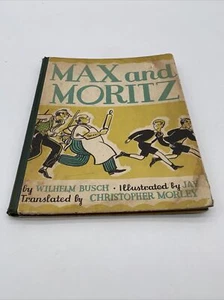 MAX and
MORITZ
by WILHELM BUSCH • Illustrated by JAY
Translated by CHRISTOPHER MORLEY